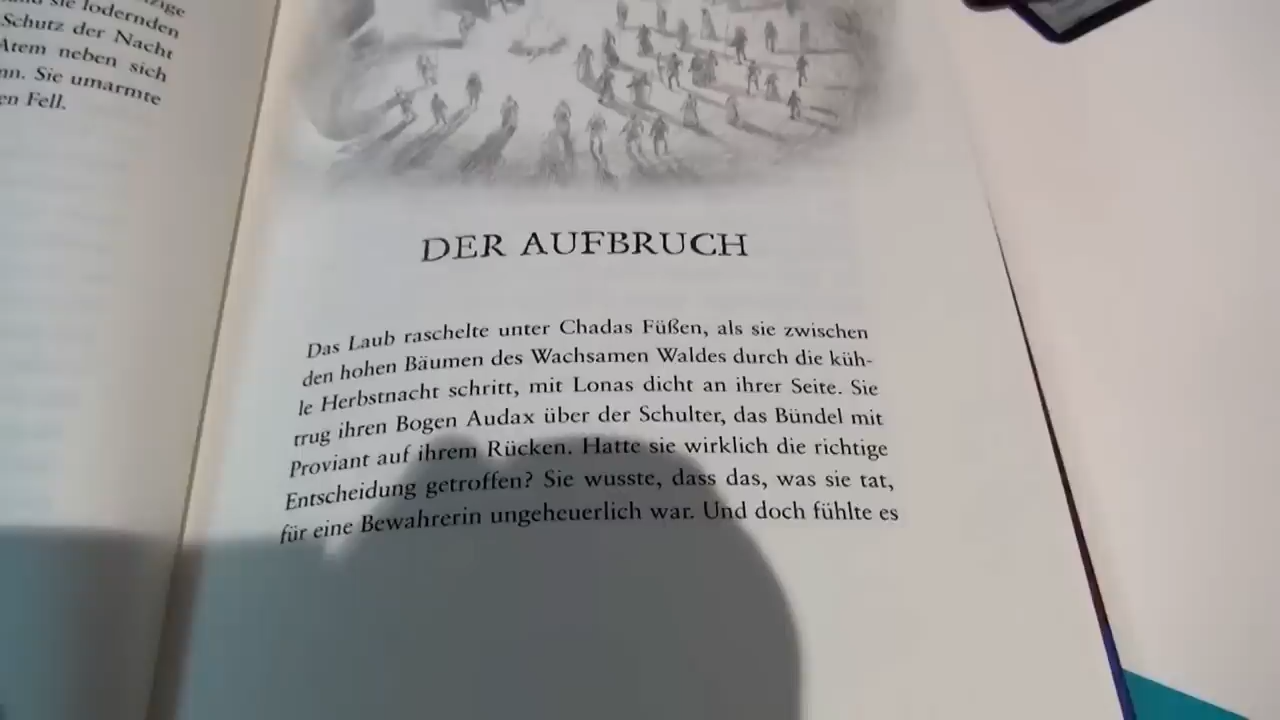 sie lodernden
Schutz der Nacht
Atem neben sich
Sie umarmte
Fell.
DER AUFBRUCH
Das Laub raschelte unter Chadas Füßen, als sie zwischen
den hohen Bäumen des Wachsamen Waldes durch die küh-
le Herbstnacht schritt, mit Lonas dicht an ihrer Seite. Sie
trug ihren Bogen Audax über der Schulter, das Bündel mit
Proviant auf ihrem Rücken. Hatte sie wirklich die richtige
Entscheidung getroffen? Sie wusste, dass das, was sie tat,
für eine Bewahrerin ungeheuerlich war. Und doch fühlte es